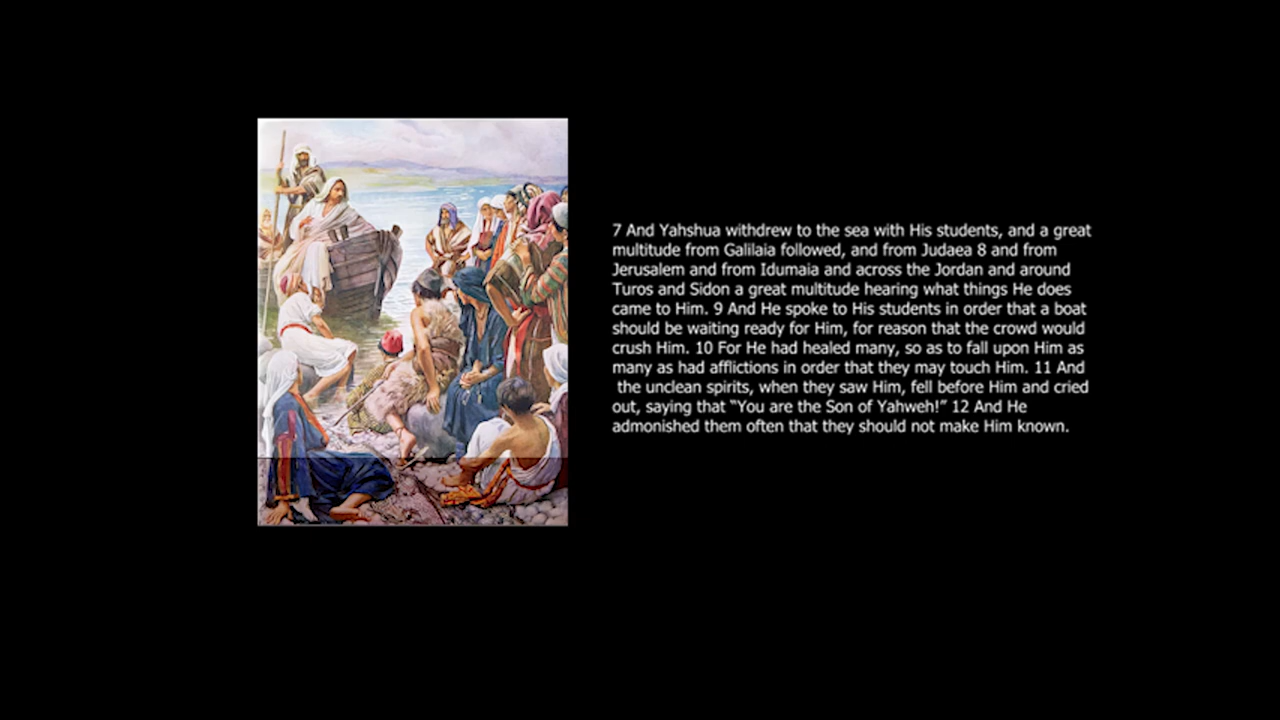 7 And Yahshua withdrew to the sea with His students, and a great
multitude from Galilaia followed, and from Judaea 8 and from
Jerusalem and from Idumaia and across the Jordan and around
Turos and Sidon a great multitude hearing what things He does
came to Him. 9 And He spoke to His students in order that a boat
should be waiting ready for Him, for reason that the crowd would
crush Him. 10 For He had healed many, so as to fall upon Him as
many as had afflictions in order that they may touch Him. 11 And
the unclean spirits, when they saw Him, fell before Him and cried
out, saying that “You are the Son of Yahweh!” 12 And He
admonished them often that they should not make Him known.